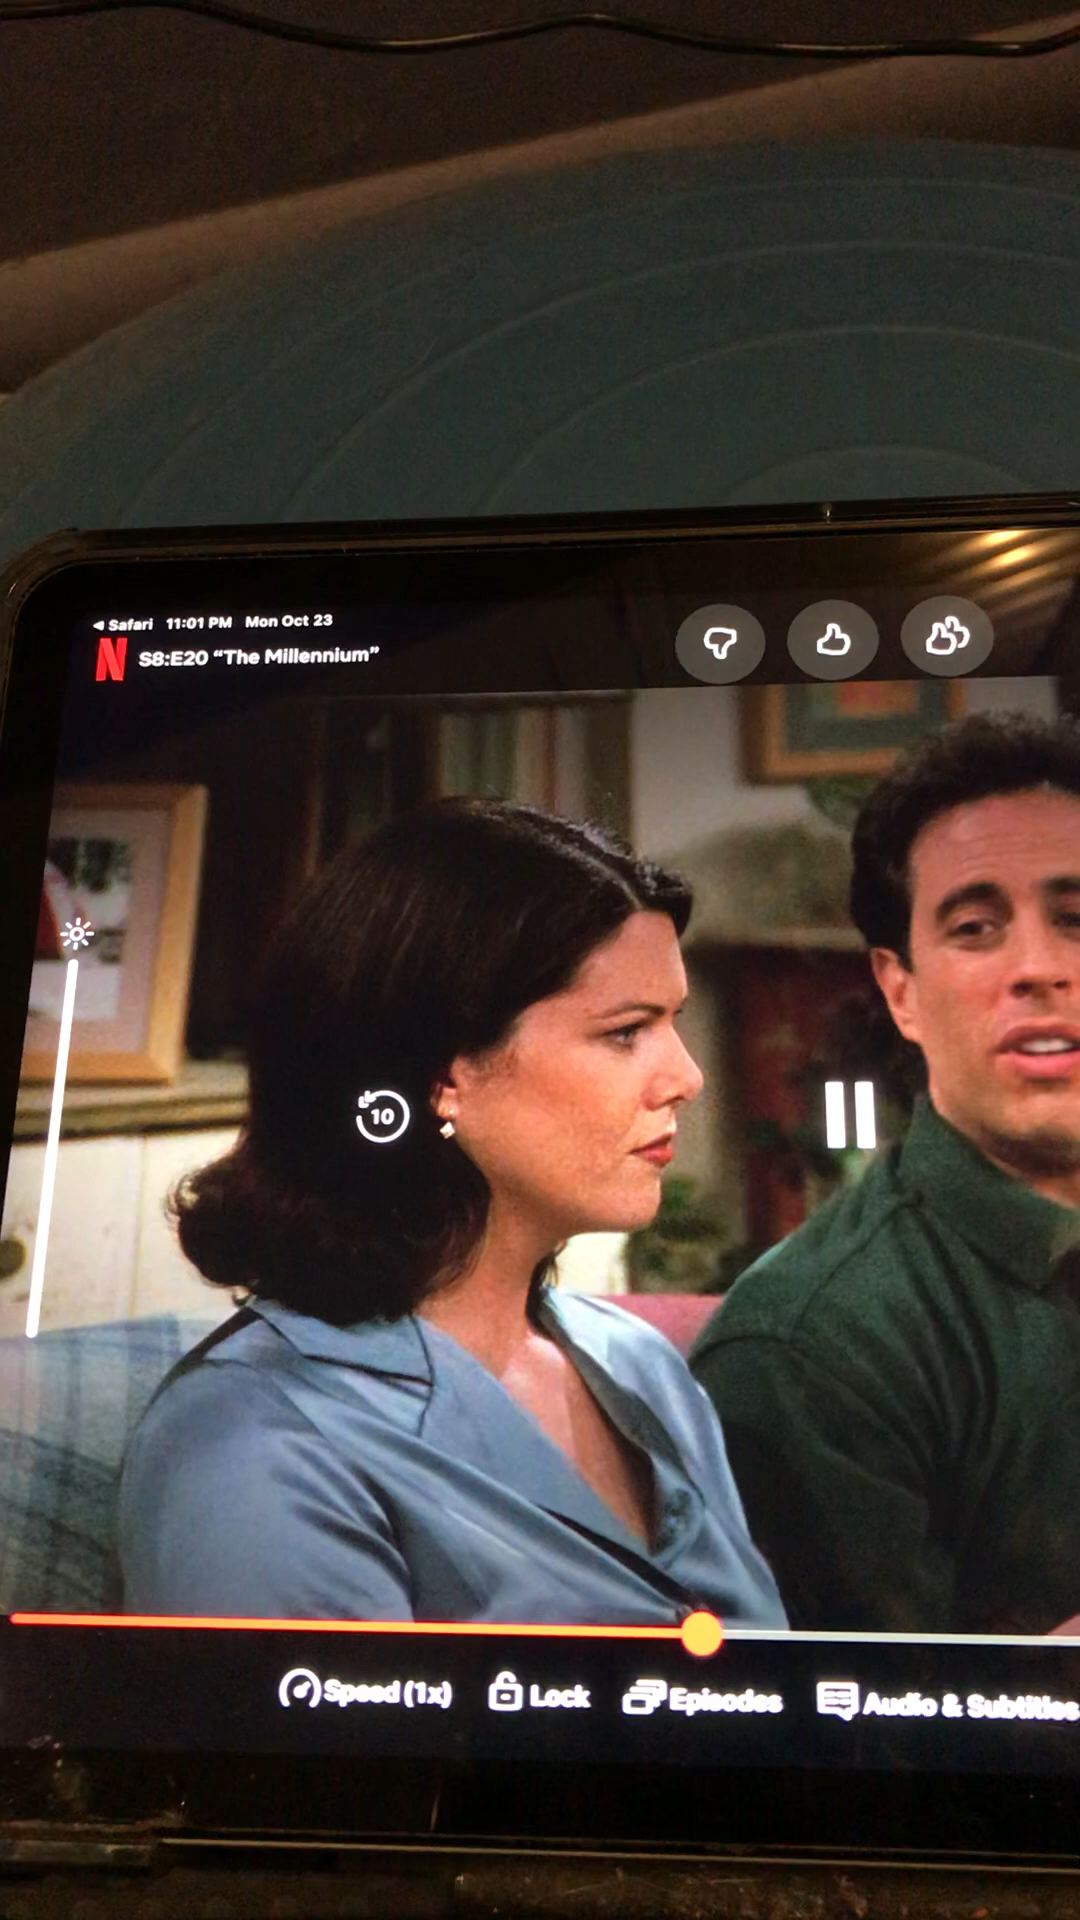 ◀ Safari 11:01 PM Mon Oct 23
N S8:E20 “The Millennium”
10
Speed (1x) Lock Episodes Audio & Subtitles